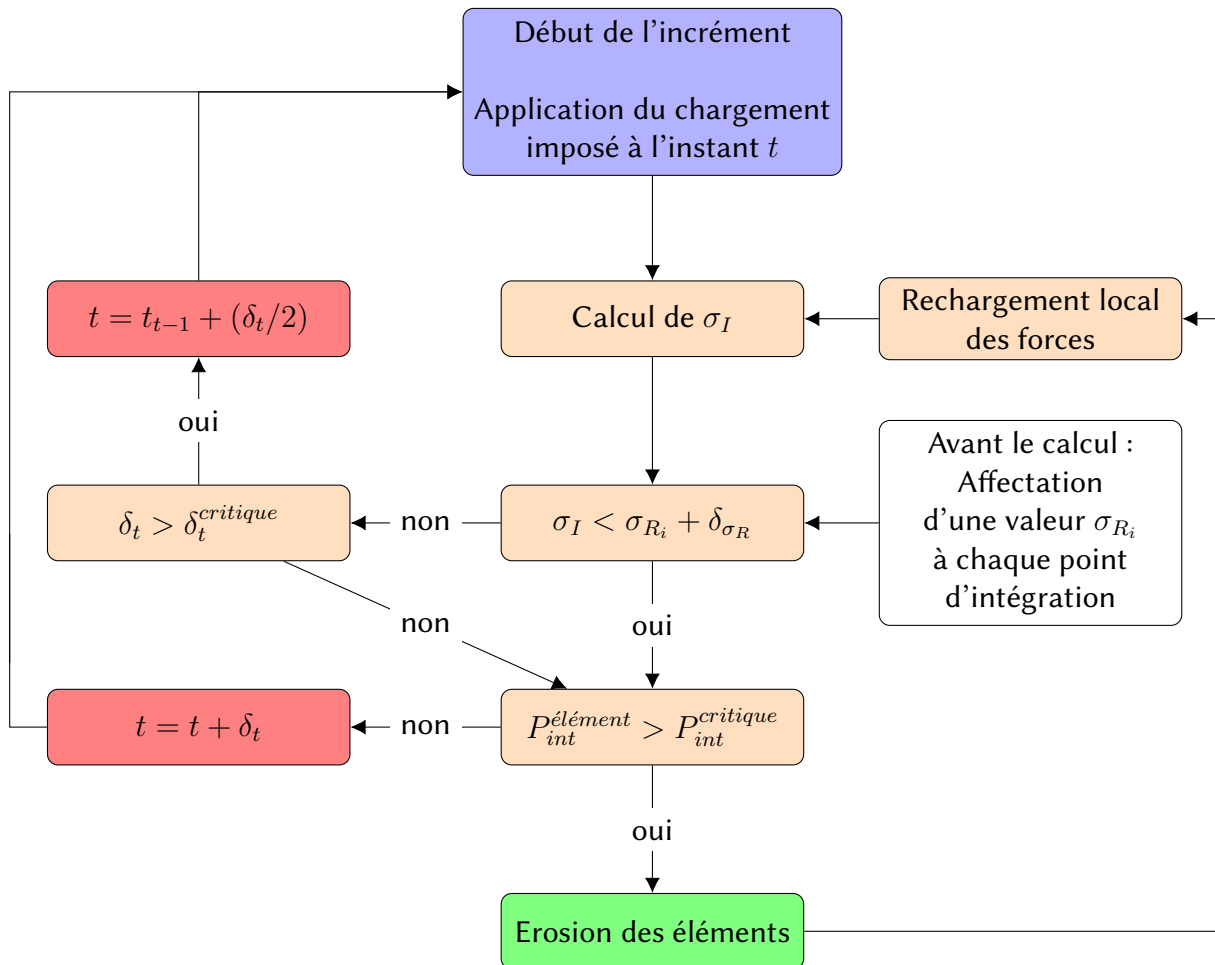 Début de l'incrément
Application du chargement
imposé à l'instant t
t = t_{t−1} + (δ_t/2)
Calcul de σ_I
Rechargement local
des forces
oui
Avant le calcul :
Affectation
d'une valeur σ_{R_i}
à chaque point
d'intégration
δ_t > δ_t^{critique}
non
σ_I < σ_{R_i} + δ_{σ_R}
non
oui
t = t + δ_t
non
P_{int}^{élément} > P_{int}^{critique}
oui
Erosion des éléments